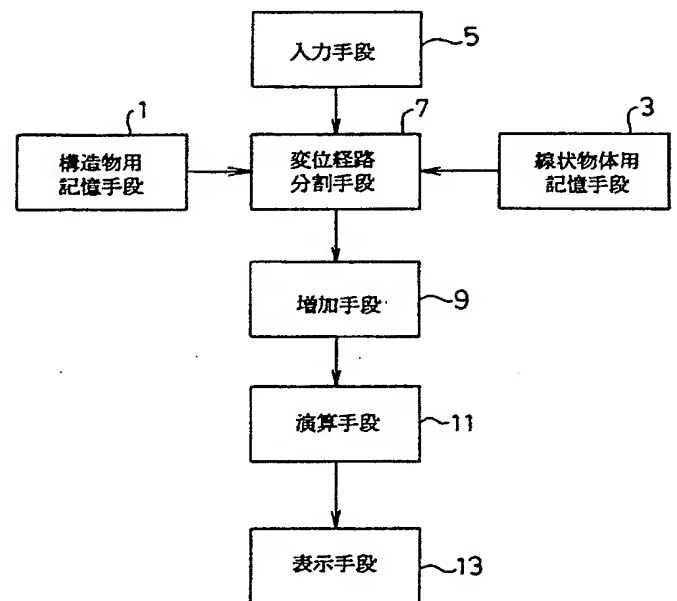 入力手段
5
1
構造物用
記憶手段
7
変位経路
分割手段
3
線状物体用
記憶手段
増加手段
9
演算手段
11
表示手段
13